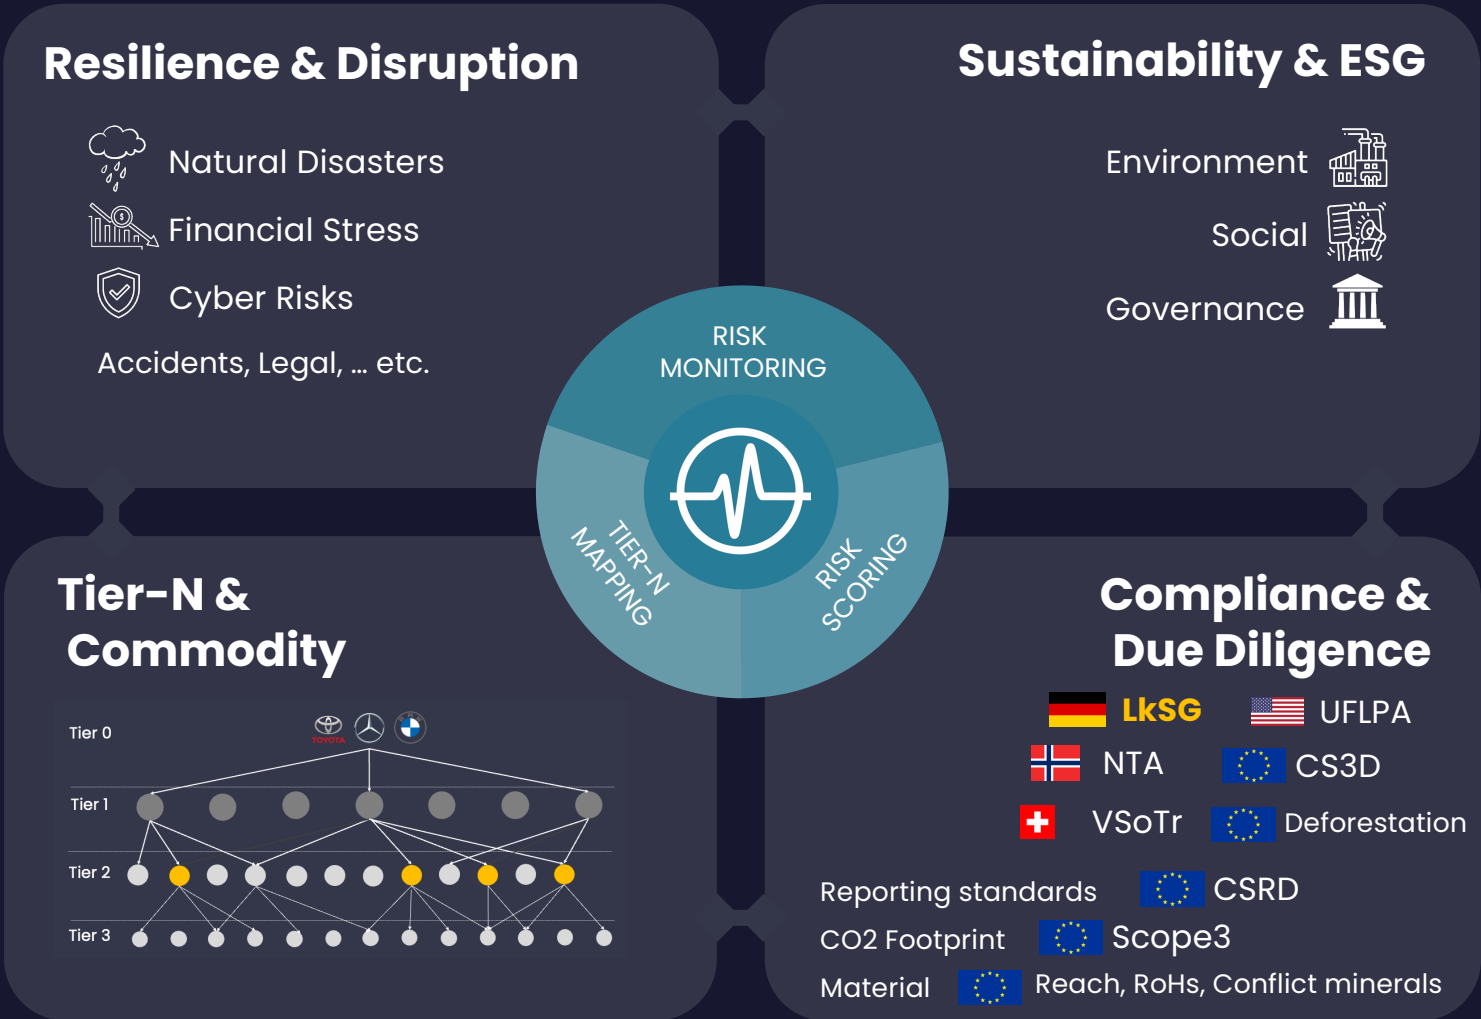 Resilience & Disruption
Natural Disasters
Financial Stress
Cyber Risks
Accidents, Legal, ... etc.
Sustainability & ESG
Environment
Social
Governance
RISK
MONITORING
TIER-N
MAPPING
RISK
SCORING
Tier-N &
Commodity
Tier 0
TOYOTA
Tier 1
Tier 2
Tier 3
Compliance &
Due Diligence
LkSG
UFLPA
NTA
CS3D
VSoTr
Deforestation
Reporting standards CSRD
CO2 Footprint Scope3
Material Reach, RoHs, Conflict minerals